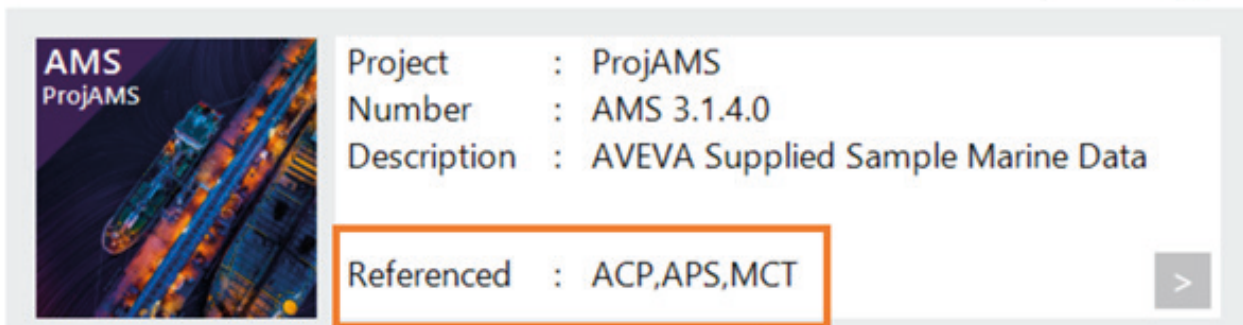 AMS
ProjAMS
Project : ProjAMS
Number : AMS 3.1.4.0
Description : AVEVA Supplied Sample Marine Data
Referenced : ACP,APS,MCT
>